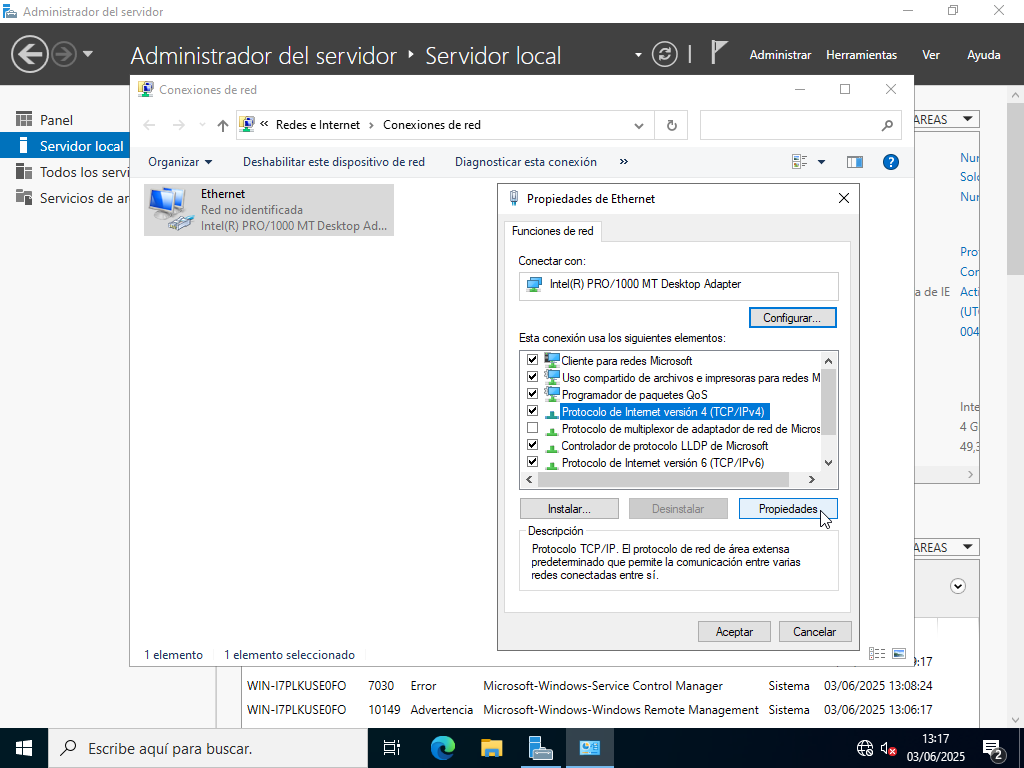 Administrador del servidor
Administrador del servidor
Servidor local
Administrar
Herramientas
Ver
Ayuda
Panel
Servidor local
Todos los servi
Servicios de ar
Conexiones de red
Redes e Internet
Conexiones de red
Organizar
Deshabilitar este dispositivo de red
Diagnosticar esta conexión
Ethernet
Red no identificada
Intel(R) PRO/1000 MT Desktop Ad...
Propiedades de Ethernet
Funciones de red
Conectar con:
Intel(R) PRO/1000 MT Desktop Adapter
Configurar...
Esta conexión usa los siguientes elementos:
Cliente para redes Microsoft
Uso compartido de archivos e impresoras para redes M
Programador de paquetes QoS
Protocolo de Internet versión 4 (TCP/IPv4)
Protocolo de multiplexor de adaptador de red de Micros
Controlador de protocolo LLDP de Microsoft
Protocolo de Internet versión 6 (TCP/IPv6)
Instalar...
Desinstalar
Propiedades
Descripción
Protocolo TCP/IP. El protocolo de red de área extensa
predeterminado que permite la comunicación entre varias
redes conectadas entre sí.
Aceptar
Cancelar
1 elemento
1 elemento seleccionado
AREAS
Nur
Solo
Nur
Pro
Cor
a de IE
Acti
(UT
004
Inte
4 G
49,3
AREAS
9:17
WIN-I7PLKUSE0FO 7030 Error Microsoft-Windows-Service Control Manager Sistema 03/06/2025 13:08:24
WIN-I7PLKUSE0FO 10149 Advertencia Microsoft-Windows-Windows Remote Management Sistema 03/06/2025 13:06:17
Escribe aquí para buscar.
13:17
03/06/2025
2